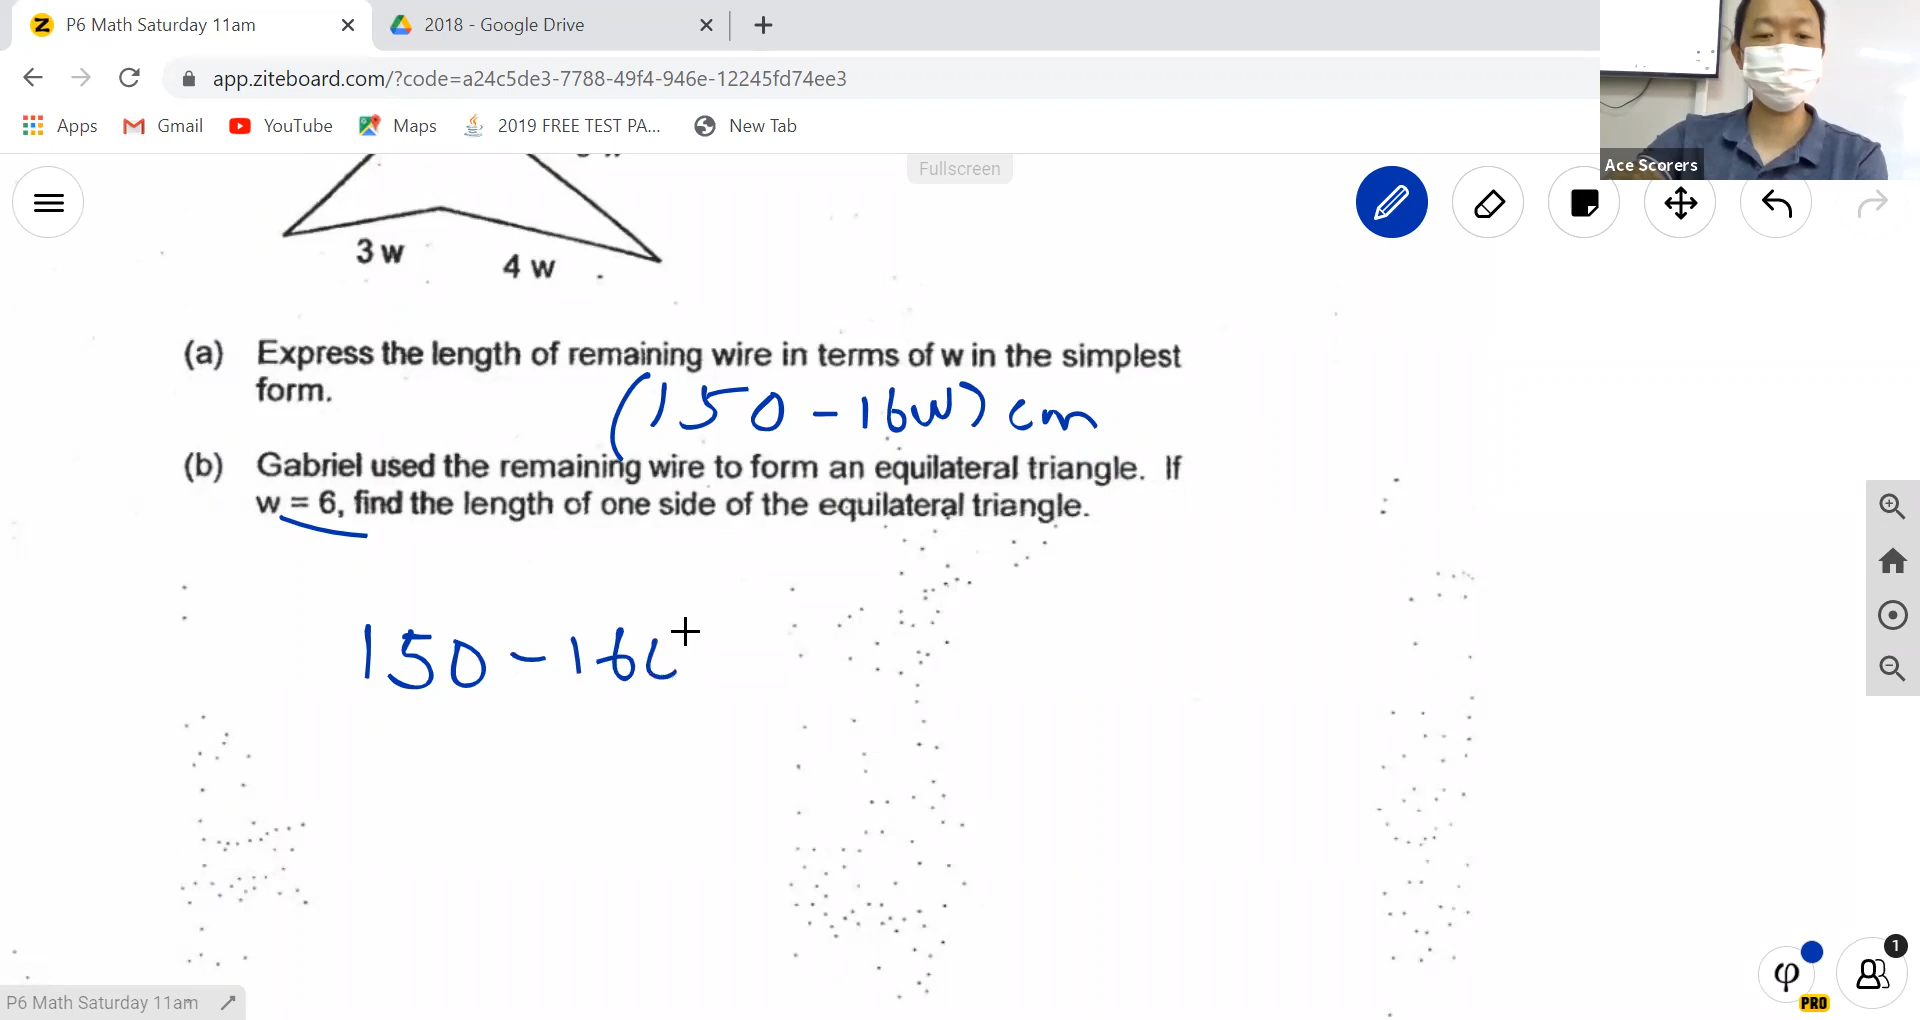 P6 Math Saturday 11am
2018 - Google Drive
app.ziteboard.com/?code=a24c5de3-7788-49f4-946e-12245fd74ee3
Apps
Gmail
YouTube
Maps
2019 FREE TEST PA...
New Tab
Ace Scorers
Fullscreen
3 w
4 w
(a) Express the length of remaining wire in terms of w in the simplest
form.
(150 - 16w) cm
(b) Gabriel used the remaining wire to form an equilateral triangle. If
w = 6, find the length of one side of the equilateral triangle.
150 - 16
1
φ
PRO
P6 Math Saturday 11am